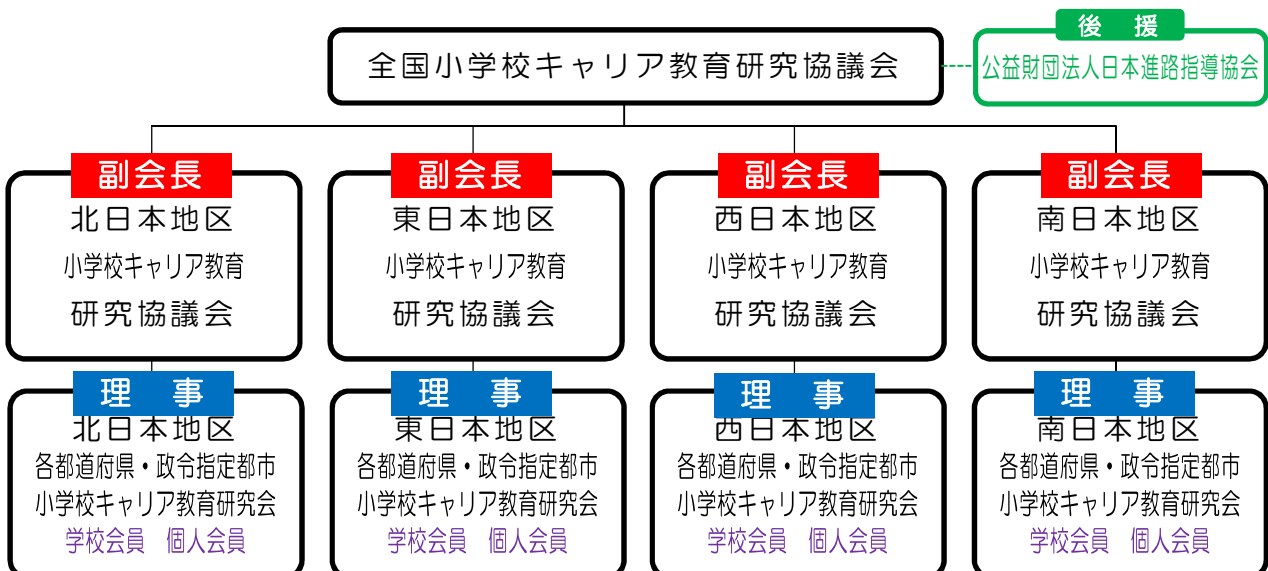 後　援
全国小学校キャリア教育研究協議会
公益財団法人日本進路指導協会
副会長
北日本地区
小学校キャリア教育
研究協議会
副会長
東日本地区
小学校キャリア教育
研究協議会
副会長
西日本地区
小学校キャリア教育
研究協議会
副会長
南日本地区
小学校キャリア教育
研究協議会
理　事
北日本地区
各都道府県・政令指定都市
小学校キャリア教育研究会
学校会員　個人会員
理　事
東日本地区
各都道府県・政令指定都市
小学校キャリア教育研究会
学校会員　個人会員
理　事
西日本地区
各都道府県・政令指定都市
小学校キャリア教育研究会
学校会員　個人会員
理　事
南日本地区
各都道府県・政令指定都市
小学校キャリア教育研究会
学校会員　個人会員